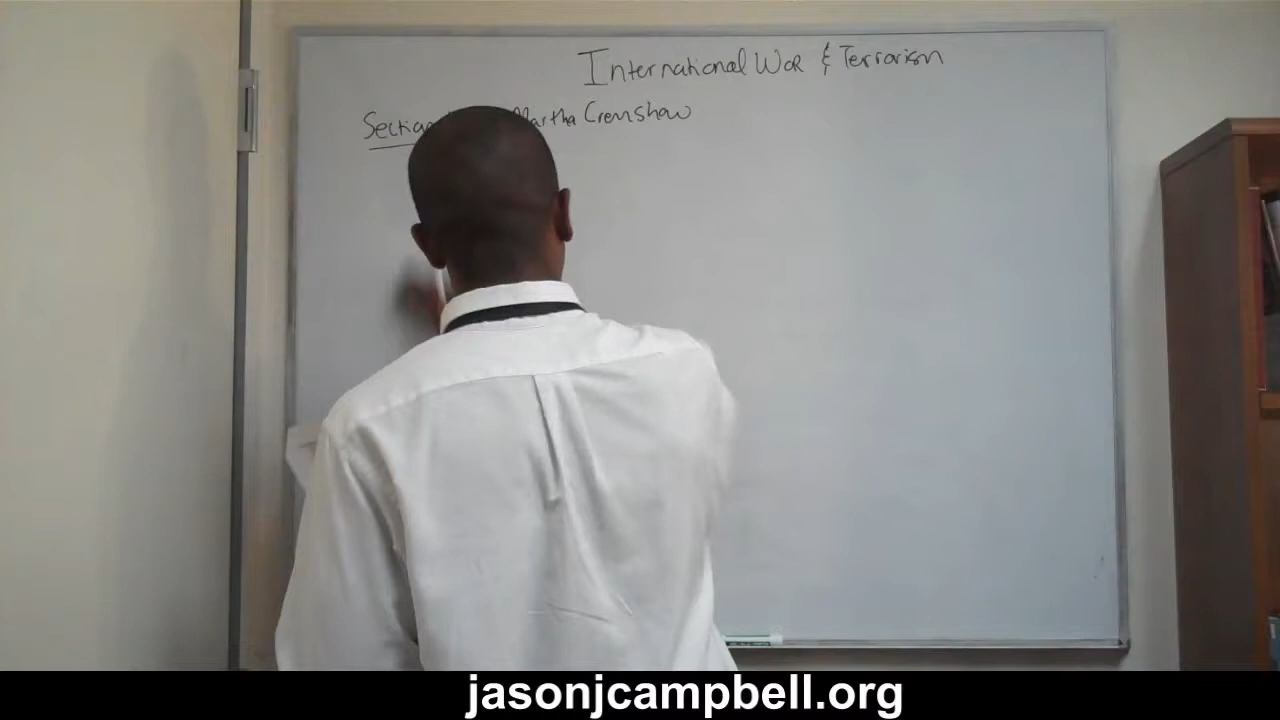 International War & Terrorism
Section Martha Crenshaw
jasonjcampbell.org